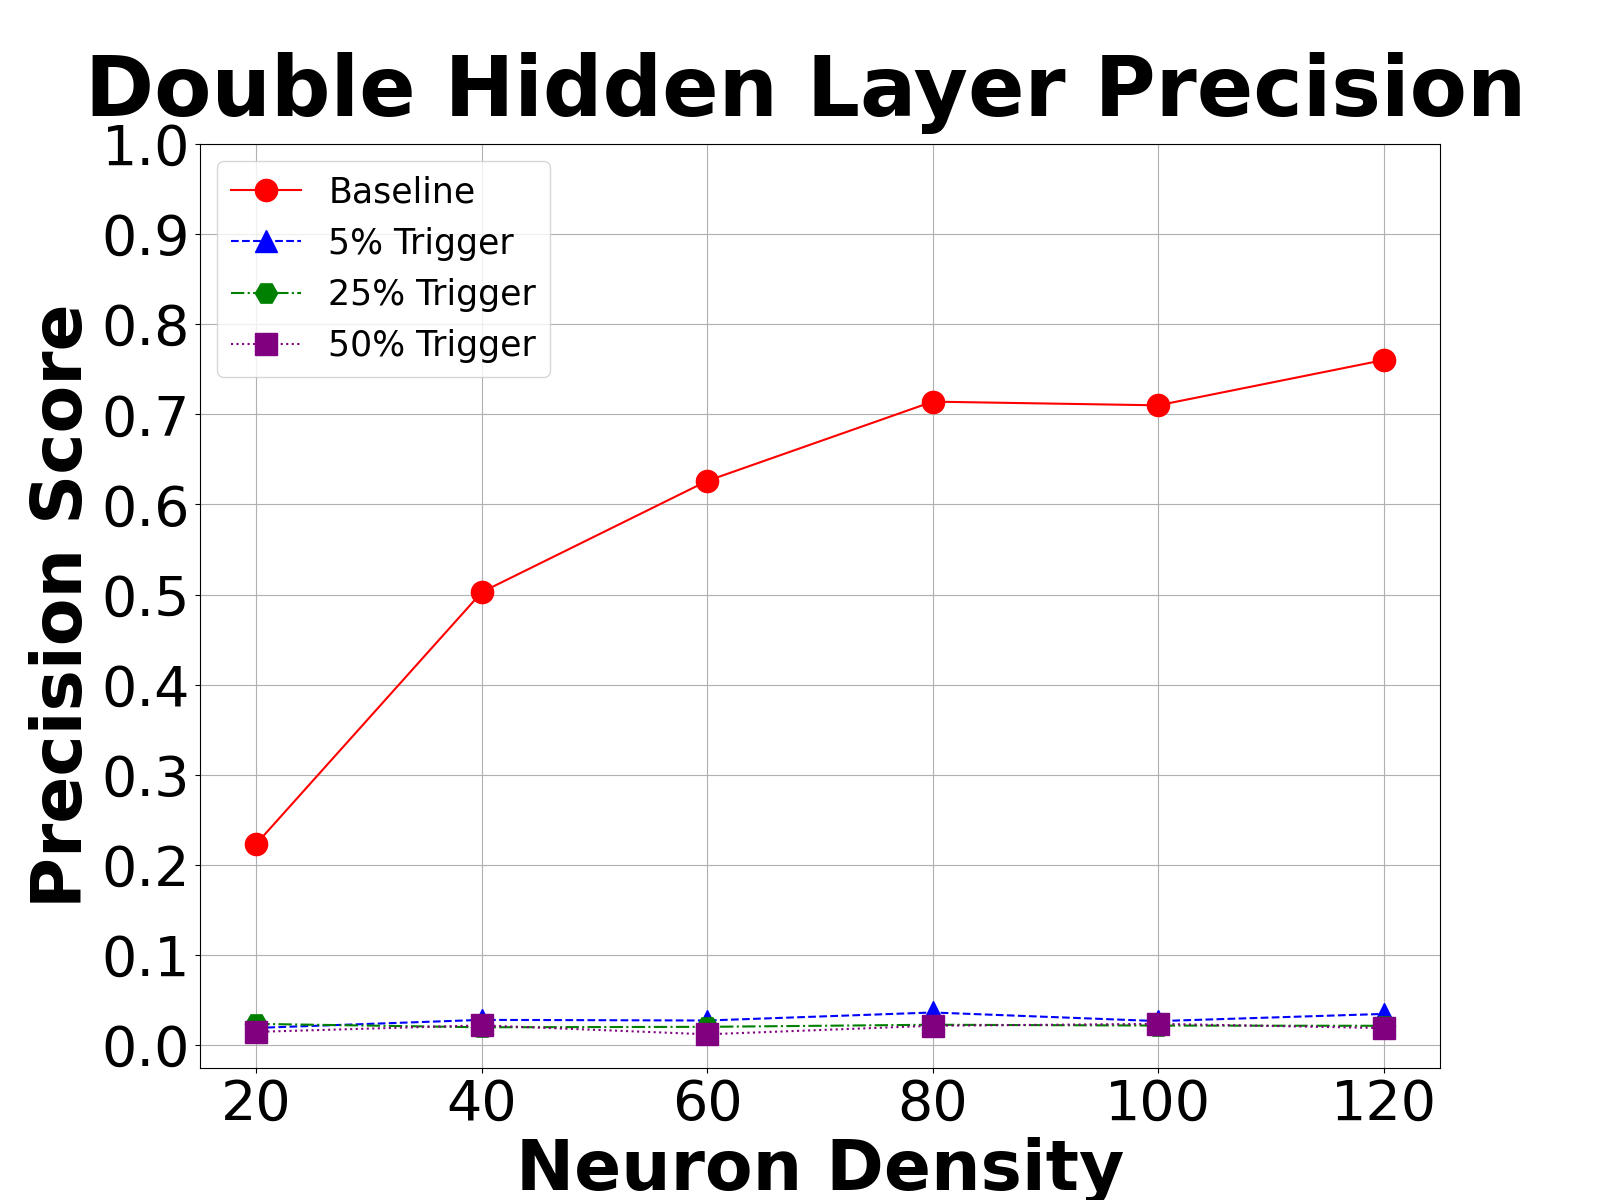 Double Hidden Layer Precision
1.0
0.9
0.8
0.7
0.6
0.5
0.4
0.3
0.2
0.1
0.0
Precision Score
Baseline
5% Trigger
25% Trigger
50% Trigger
20 40 60 80 100 120
Neuron Density